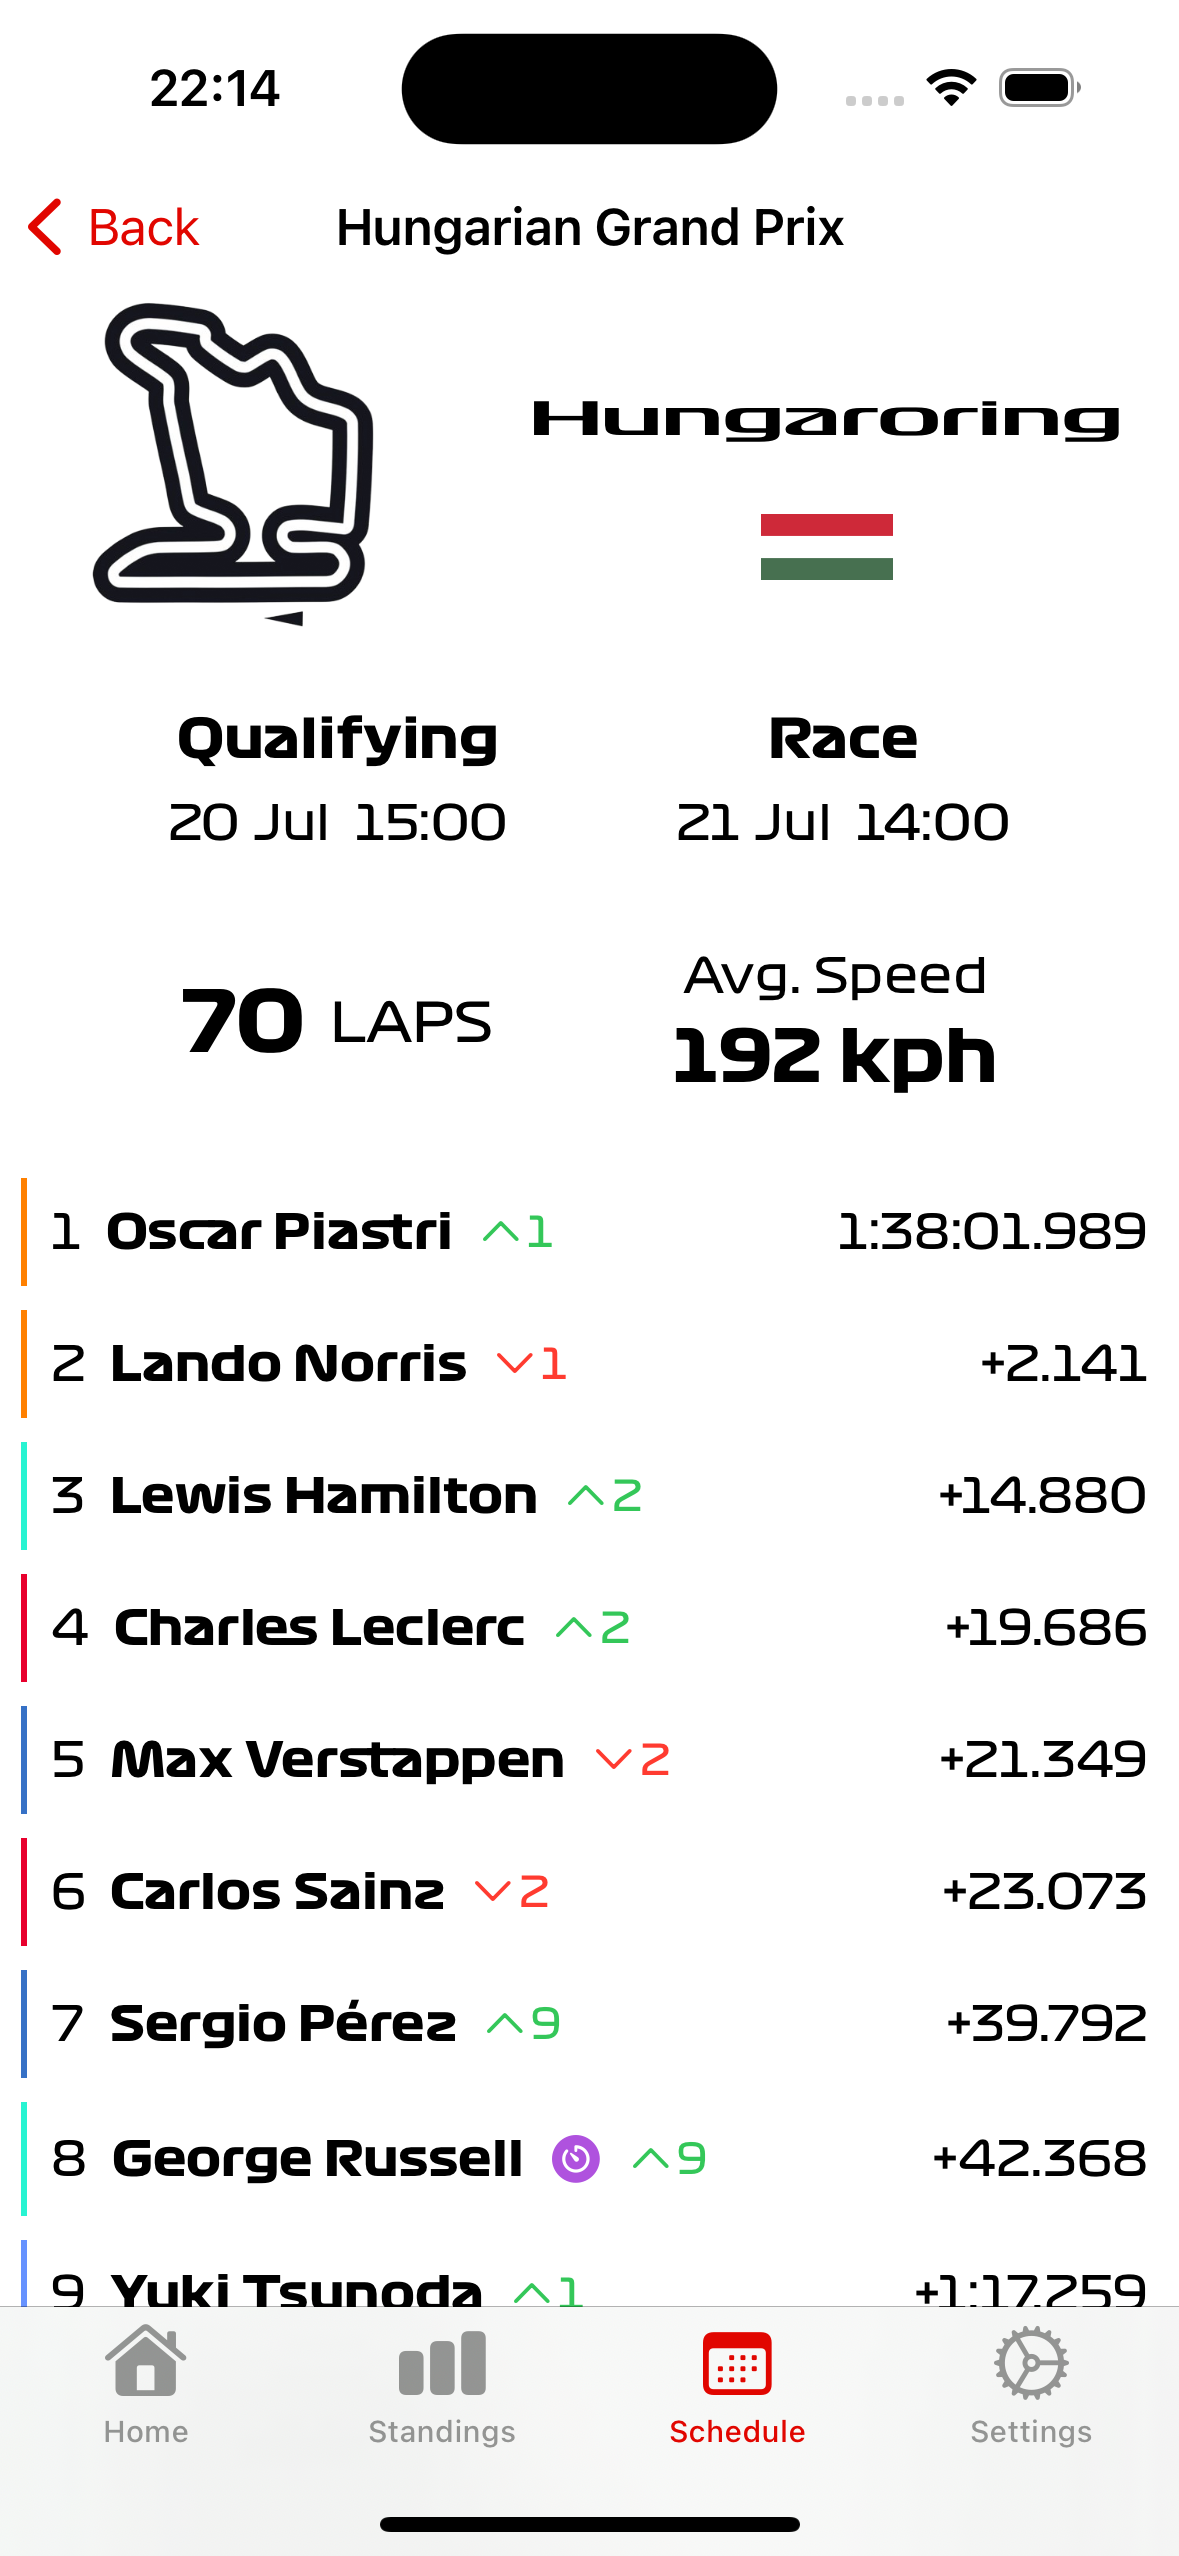 22:14
Back
Hungarian Grand Prix
Hungaroring
Qualifying
20 Jul 15:00
Race
21 Jul 14:00
70 LAPS
Avg. Speed
192 kph
1 Oscar Piastri 1 1:38:01.989
2 Lando Norris 1 +2.141
3 Lewis Hamilton 2 +14.880
4 Charles Leclerc 2 +19.686
5 Max Verstappen 2 +21.349
6 Carlos Sainz 2 +23.073
7 Sergio Pérez 9 +39.792
8 George Russell 9 +42.368
9 Yuki Tsunoda 1 +1:17.259
Home Standings Schedule Settings